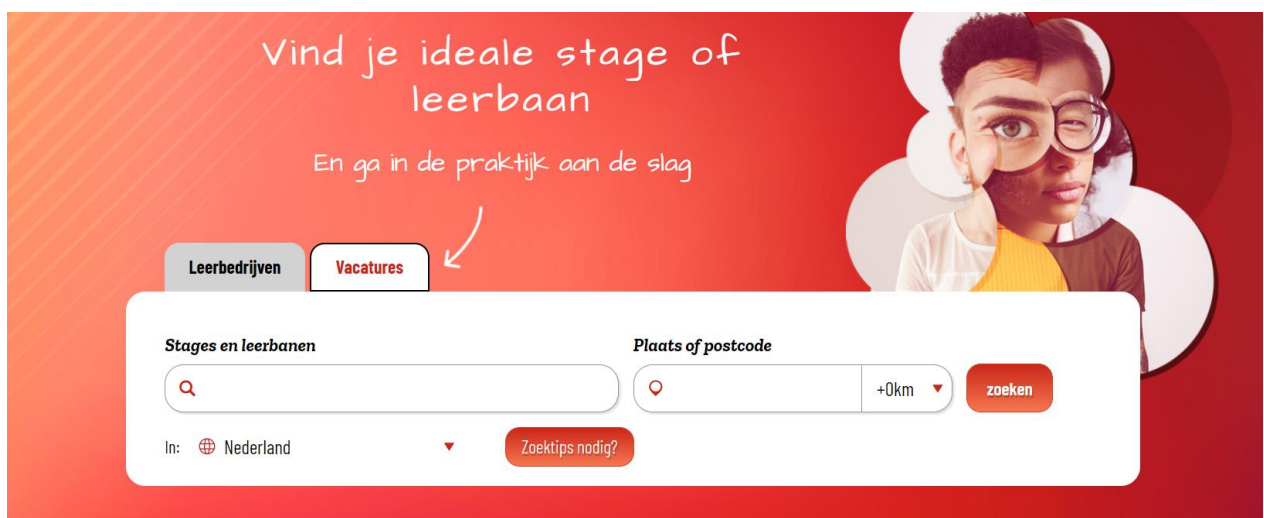 Vind je ideale stage of
leerbaan
En ga in de praktijk aan de slag
Leerbedrijven
Vacatures
Stages en leerbanen
Plaats of postcode
+0km
zoeken
In:
Nederland
Zoektips nodig?